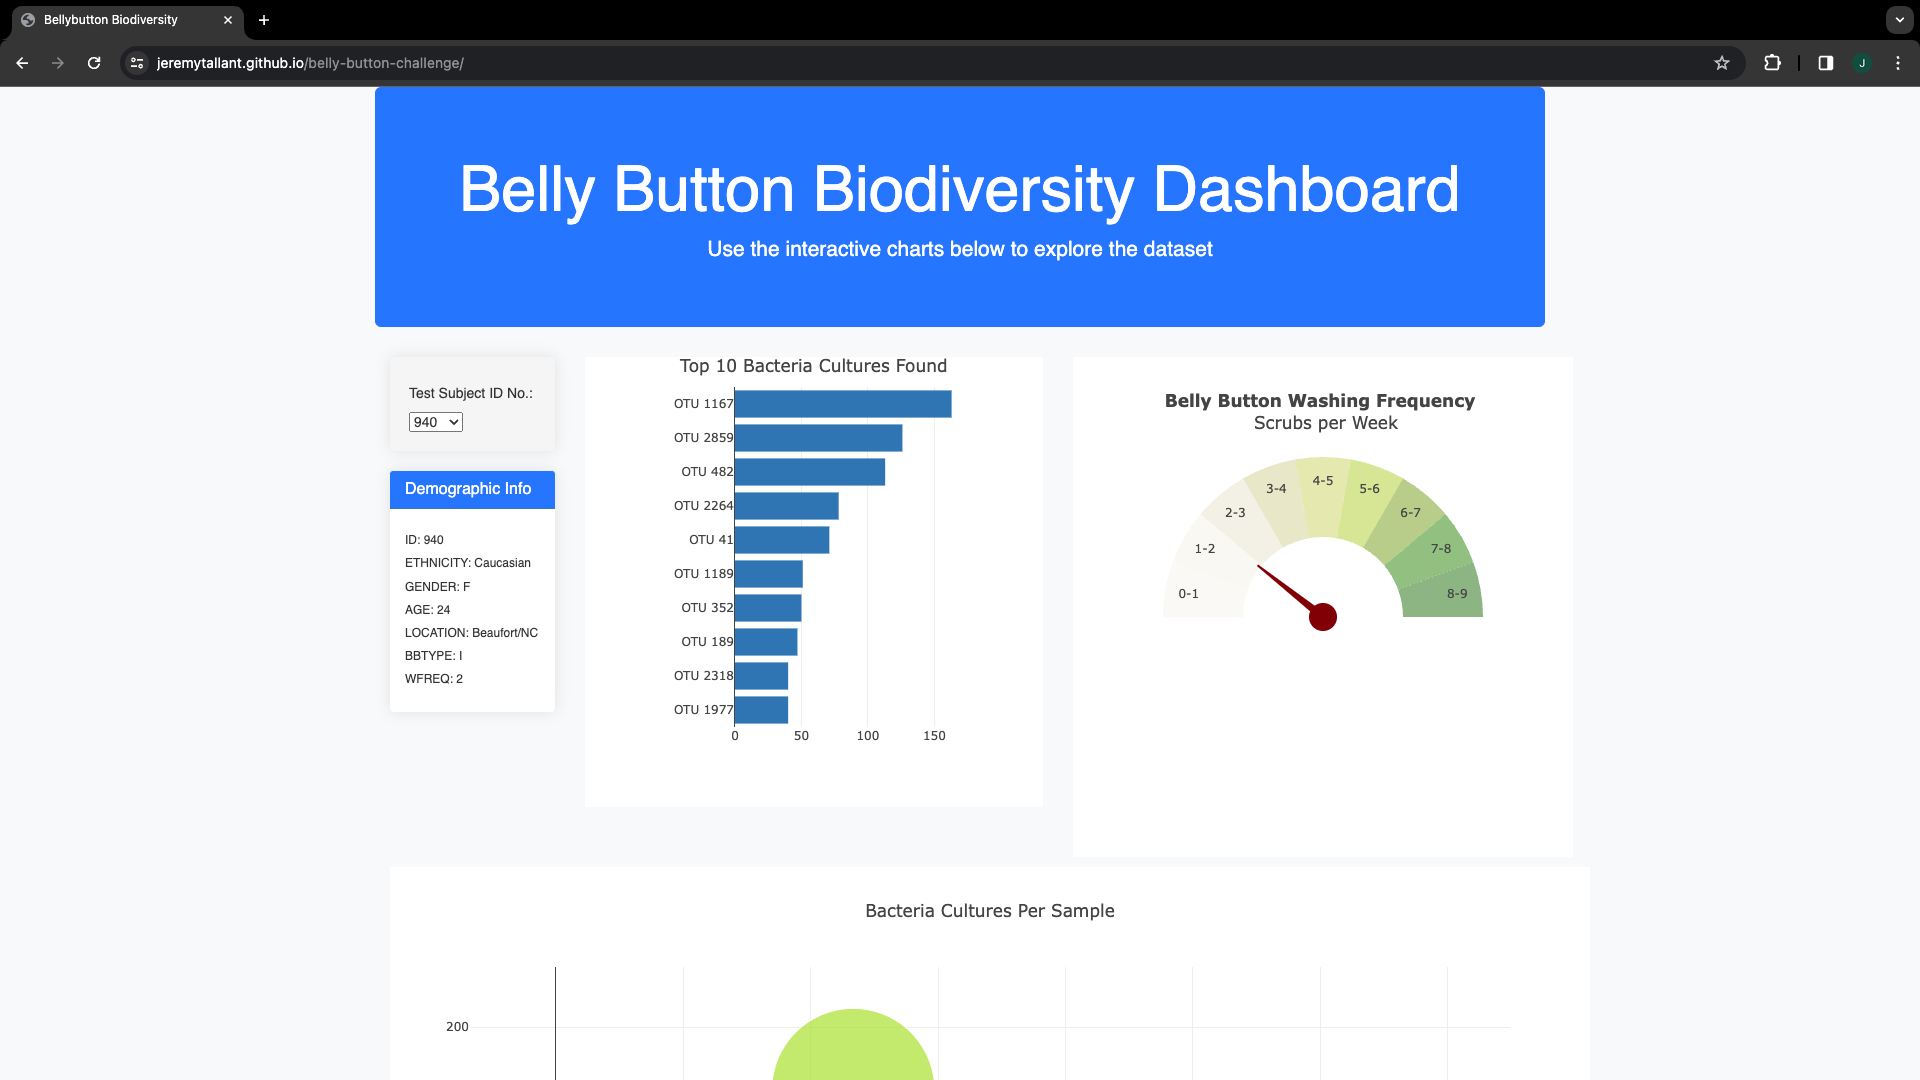 Bellybutton Biodiversity
jeremytallant.github.io/belly-button-challenge/
J
Belly Button Biodiversity Dashboard
Use the interactive charts below to explore the dataset
Test Subject ID No.:
940
Demographic Info
ID: 940
ETHNICITY: Caucasian
GENDER: F
AGE: 24
LOCATION: Beaufort/NC
BBTYPE: I
WFREQ: 2
Top 10 Bacteria Cultures Found
OTU 1167
OTU 2859
OTU 482
OTU 2264
OTU 41
OTU 1189
OTU 352
OTU 189
OTU 2318
OTU 1977
0 50 100 150
Belly Button Washing Frequency
Scrubs per Week
0-1
1-2
2-3
3-4
4-5
5-6
6-7
7-8
8-9
Bacteria Cultures Per Sample
200